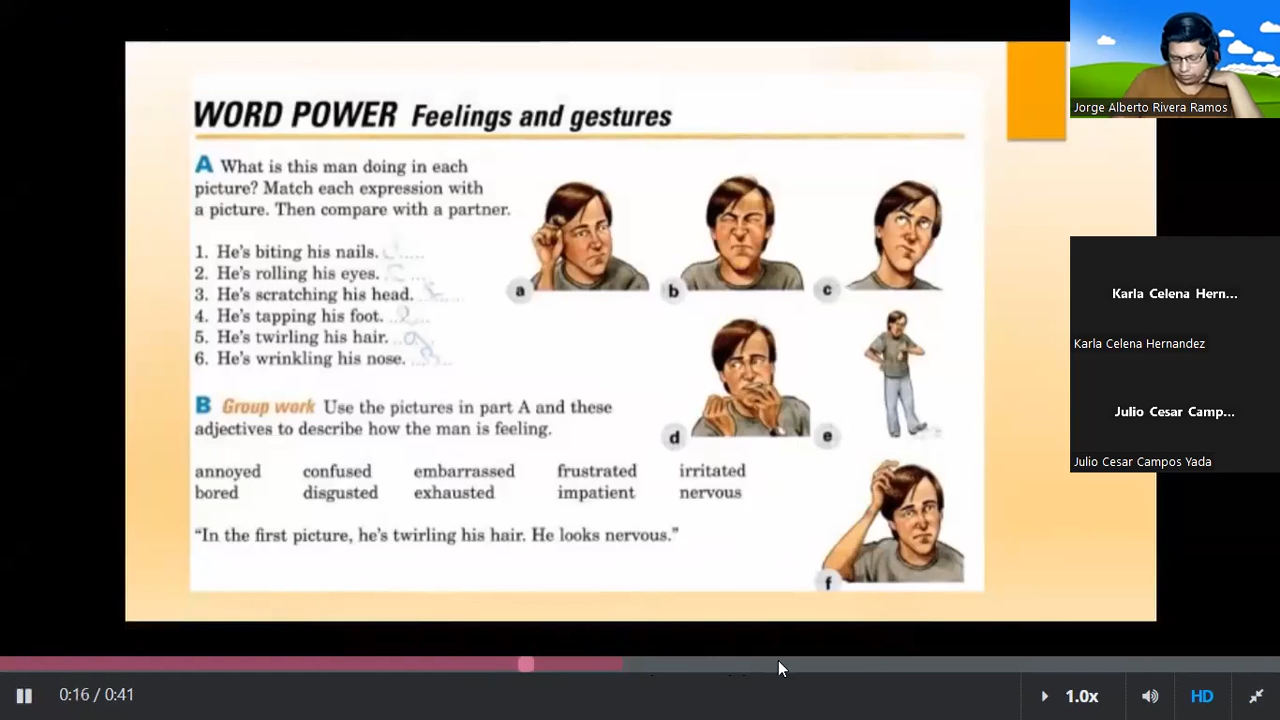 WORD POWER Feelings and gestures
A What is this man doing in each
picture? Match each expression with
a picture. Then compare with a partner.
1. He's biting his nails.
2. He's rolling his eyes.
3. He's scratching his head.
4. He's tapping his foot.
5. He's twirling his hair.
6. He's wrinkling his nose.
a
b
c
d
e
f
B Group work Use the pictures in part A and these
adjectives to describe how the man is feeling.
annoyed confused embarrassed frustrated irritated
bored disgusted exhausted impatient nervous
"In the first picture, he's twirling his hair. He looks nervous."
Jorge Alberto Rivera Ramos
Karla Celena Hern...
Karla Celena Hernandez
Julio Cesar Camp...
Julio Cesar Campos Yada
0:16 / 0:41
1.0x
HD